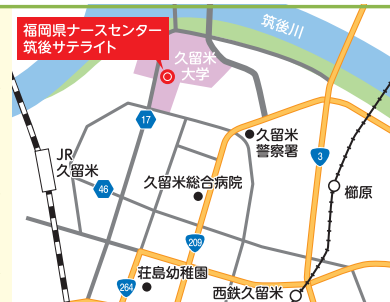 福岡県ナースセンター
筑後サテライト
筑後川
久留米
大学
17
久留米
警察署
3
JR
久留米
46
久留米総合病院
櫛原
209
荘島幼稚園
264
西鉄久留米